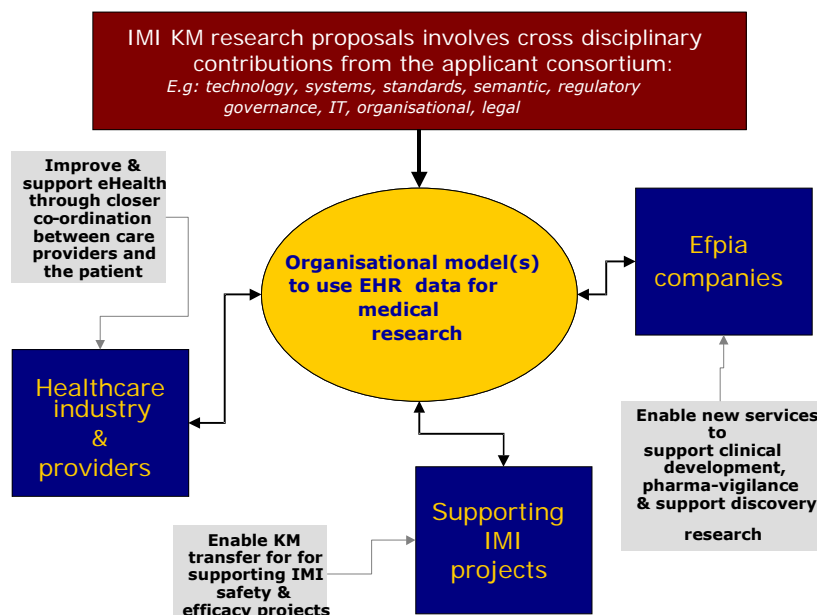 IMI KM research proposals involves cross disciplinary
contributions from the applicant consortium:
E.g: technology, systems, standards, semantic, regulatory
governance, IT, organisational, legal
Improve &
support eHealth
through closer
co-ordination
between care
providers and
the patient
Efpia
companies
Organisational model(s)
to use EHR data for
medical
research
Healthcare
industry
&
providers
Enable new services
to
support clinical
development,
pharma-vigilance
& support discovery
research
Supporting
IMI
projects
Enable KM
transfer for for
supporting IMI
safety &
efficacy projects